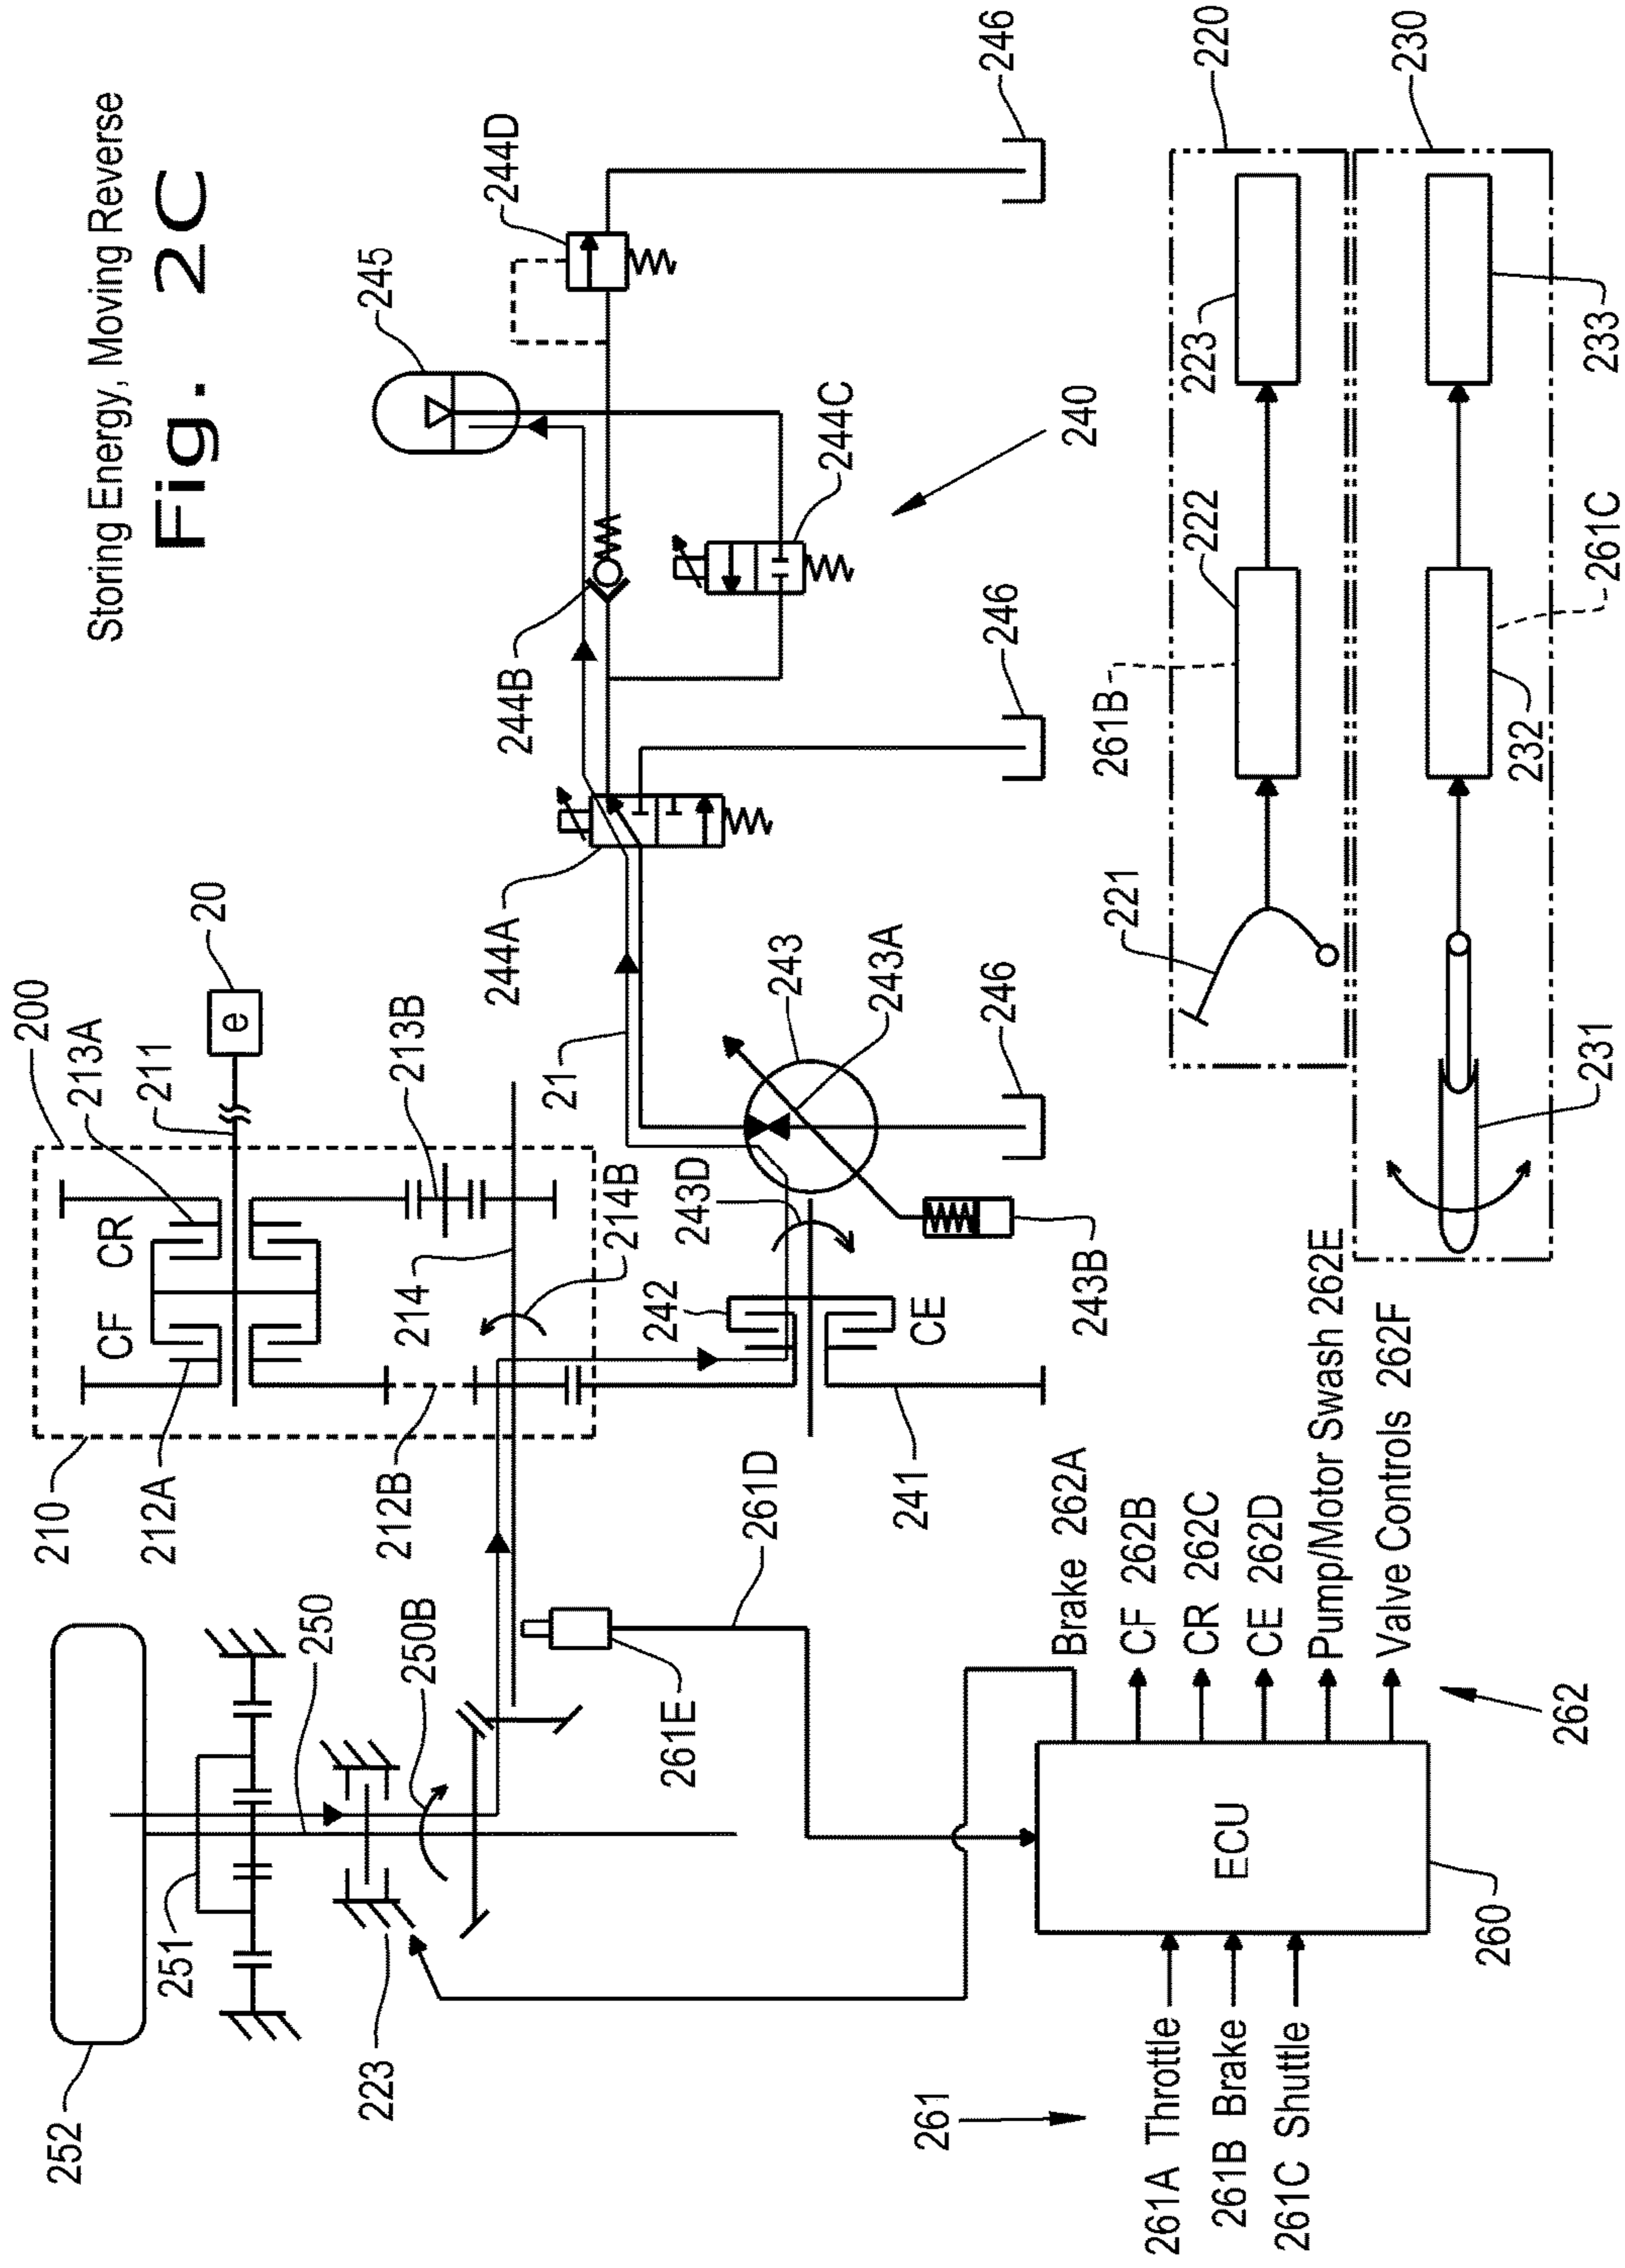 Storing Energy, Moving Reverse
Fig. 2C
252
251
223
250
250B
210
212A
212B
CF
CR
200
213A
211
20
e
213B
214
214B
21
244A
244B
245
244D
246
244C
240
246
243
243A
246
243D
242
CE
243B
241
261D
261E
ECU
260
261
261A Throttle
261B Brake
261C Shuttle
Brake 262A
CF 262B
CR 262C
CE 262D
Pump/Motor Swash 262E
Valve Controls 262F
262
220
221
261B
222
223
230
231
232
261C
233